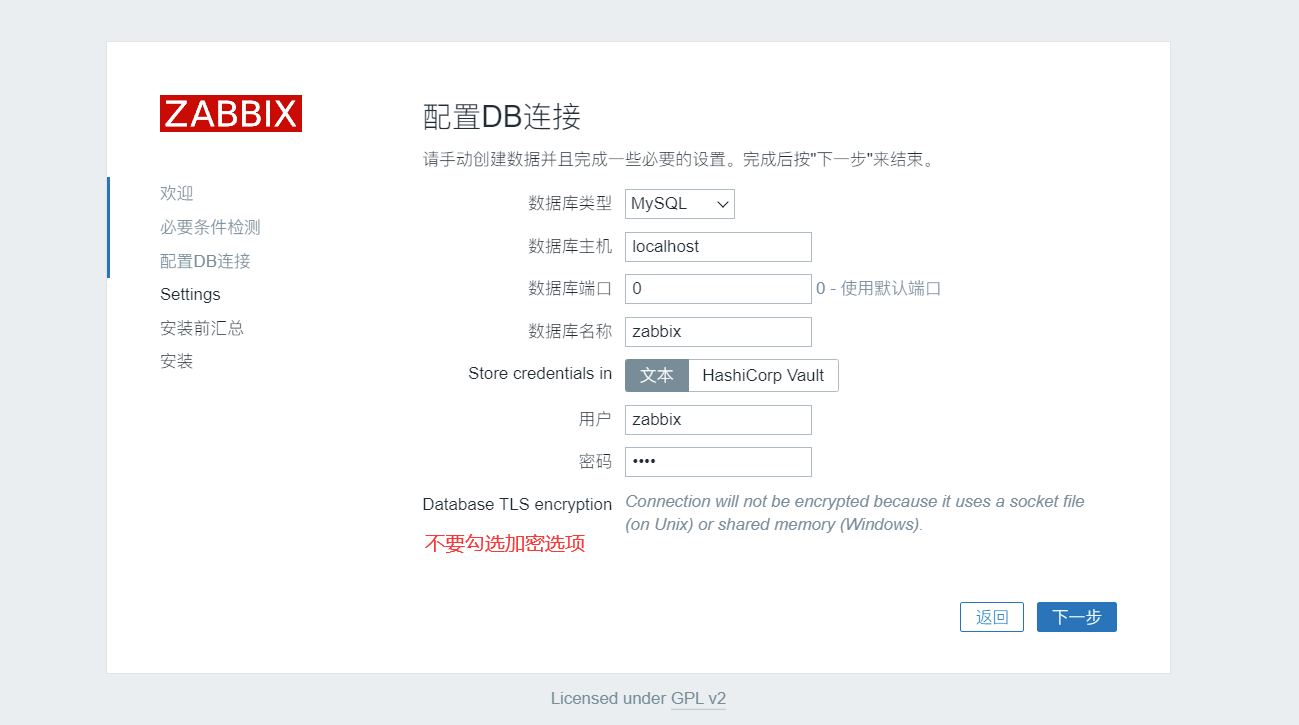 ZABBIX
欢迎
必要条件检测
配置DB连接
Settings
安装前汇总
安装
配置DB连接
请手动创建数据并且完成一些必要的设置。完成后按"下一步"来结束。
数据库类型 MySQL
数据库主机 localhost
数据库端口 0 0 - 使用默认端口
数据库名称 zabbix
Store credentials in 文本 HashiCorp Vault
用户 zabbix
密码 ••••
Database TLS encryption Connection will not be encrypted because it uses a socket file
(on Unix) or shared memory (Windows).
不要勾选加密选项
返回 下一步
Licensed under GPL v2